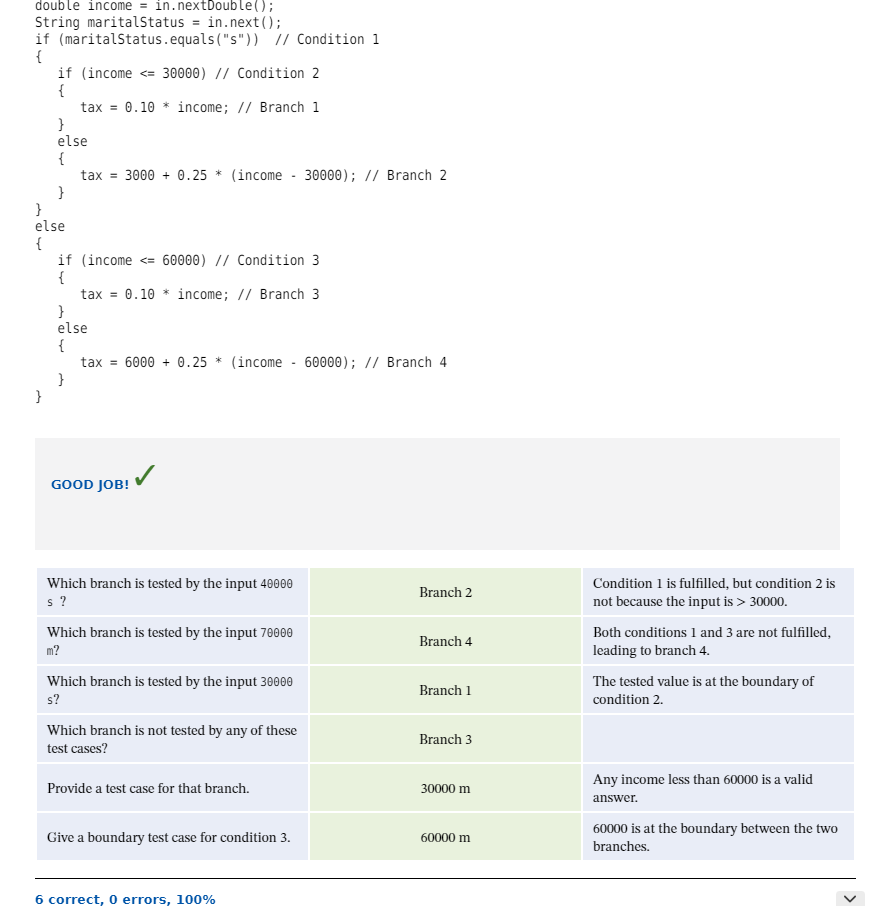 double income = in.nextDouble();
String maritalStatus = in.next();
if (maritalStatus.equals("s"))  // Condition 1
{
   if (income <= 30000) // Condition 2
   {
      tax = 0.10 * income; // Branch 1
   }
   else
   {
      tax = 3000 + 0.25 * (income - 30000); // Branch 2
   }
}
else
{
   if (income <= 60000) // Condition 3
   {
      tax = 0.10 * income; // Branch 3
   }
   else
   {
      tax = 6000 + 0.25 * (income - 60000); // Branch 4
   }
}
GOOD JOB!
Which branch is tested by the input 40000
s ?
Branch 2
Condition 1 is fulfilled, but condition 2 is
not because the input is > 30000.
Which branch is tested by the input 70000
m?
Branch 4
Both conditions 1 and 3 are not fulfilled,
leading to branch 4.
Which branch is tested by the input 30000
s?
Branch 1
The tested value is at the boundary of
condition 2.
Which branch is not tested by any of these
test cases?
Branch 3
Provide a test case for that branch.
30000 m
Any income less than 60000 is a valid
answer.
Give a boundary test case for condition 3.
60000 m
60000 is at the boundary between the two
branches.
6 correct, 0 errors, 100%